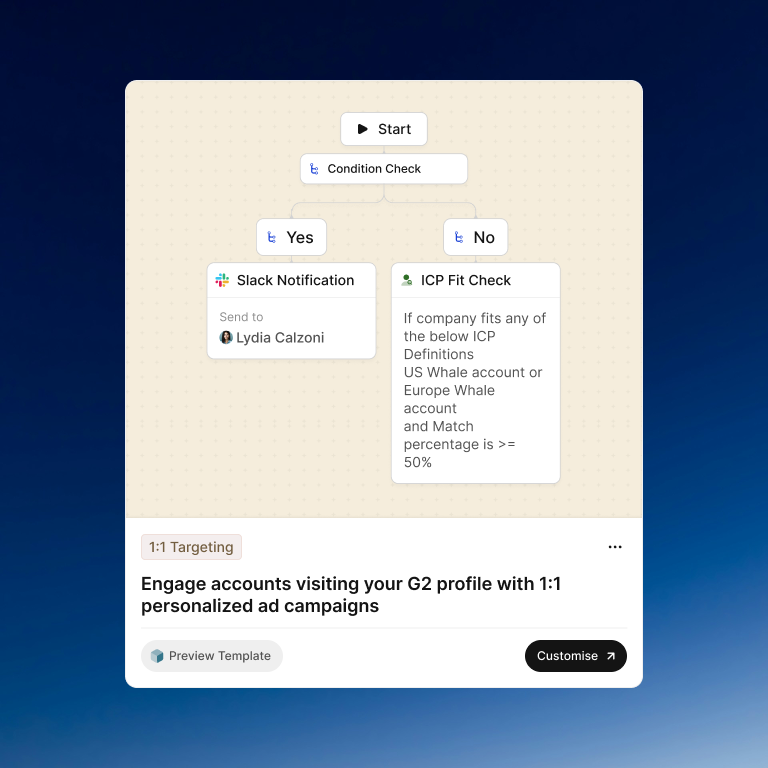 Start
Condition Check
Yes
No
Slack Notification
Send to
Lydia Calzoni
ICP Fit Check
If company fits any of
the below ICP
Definitions
US Whale account or
Europe Whale
account
and Match
percentage is >=
50%
1:1 Targeting
Engage accounts visiting your G2 profile with 1:1
personalized ad campaigns
Preview Template
Customise